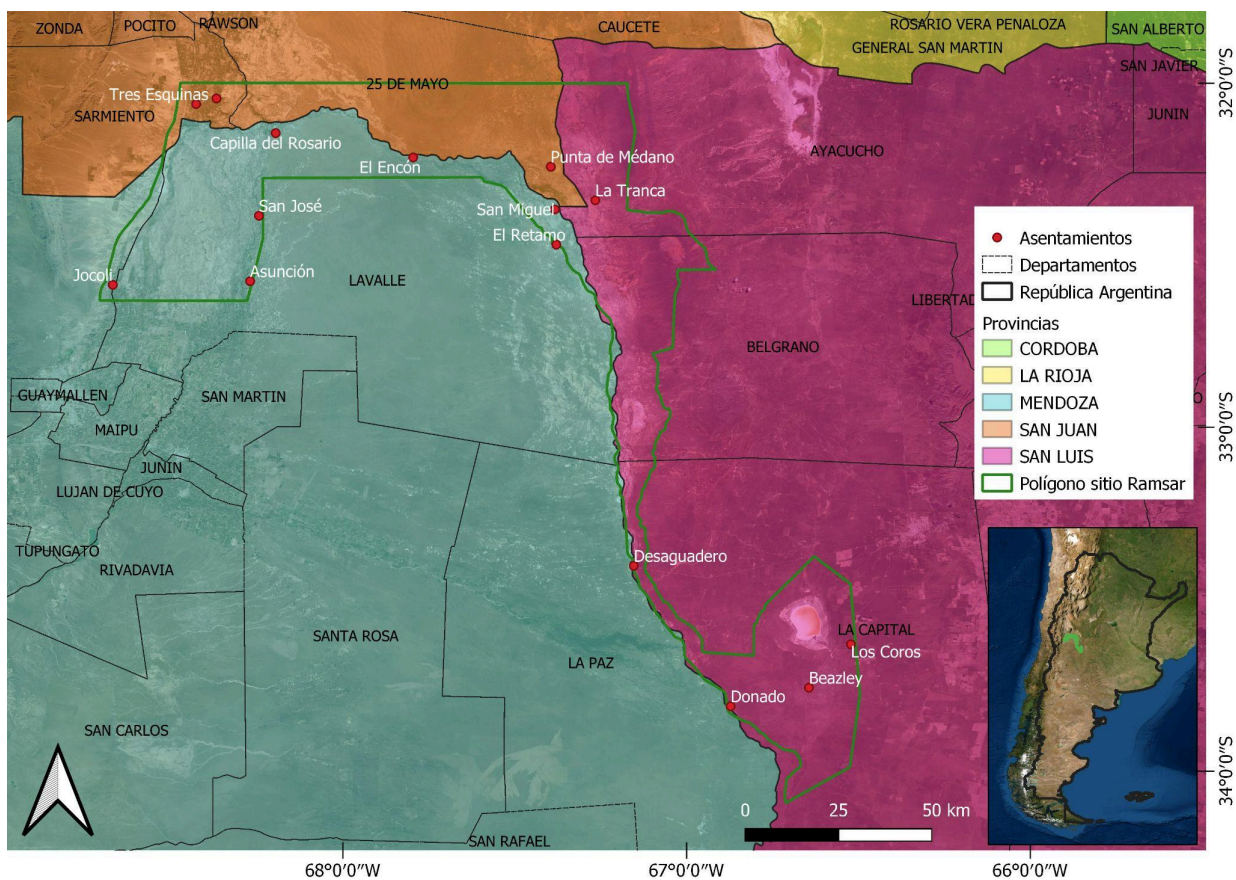 ZONDA
POCITO
RAWSON
CAUCETE
ROSARIO VERA PENALOZA
GENERAL SAN MARTIN
SAN ALBERTO
SAN JAVIER
32°0'0"S
25 DE MAYO
Tres Esquinas
SARMIENTO
JUNIN
Capilla del Rosario
AYACUCHO
El Encón
Punta de Médano
La Tranca
San José
San Miguel
El Retamo
Jocoli
Asunción
LAVALLE
LIBERTAD
BELGRANO
Asentamientos
Departamentos
República Argentina
Provincias
CORDOBA
LA RIOJA
MENDOZA
SAN JUAN
SAN LUIS
Polígono sitio Ramsar
GUAYMALLEN
SAN MARTIN
O
33°0'0"S
MAIPU
JUNIN
LUJAN DE CUYO
TUPUNGATO
RIVADAVIA
Desaguadero
SANTA ROSA
LA PAZ
LA CAPITAL
Los Coros
Beazley
Donado
SAN CARLOS
34°0'0"S
0 25 50 km
SAN RAFAEL
68°0'0"W
67°0'0"W
66°0'0"W